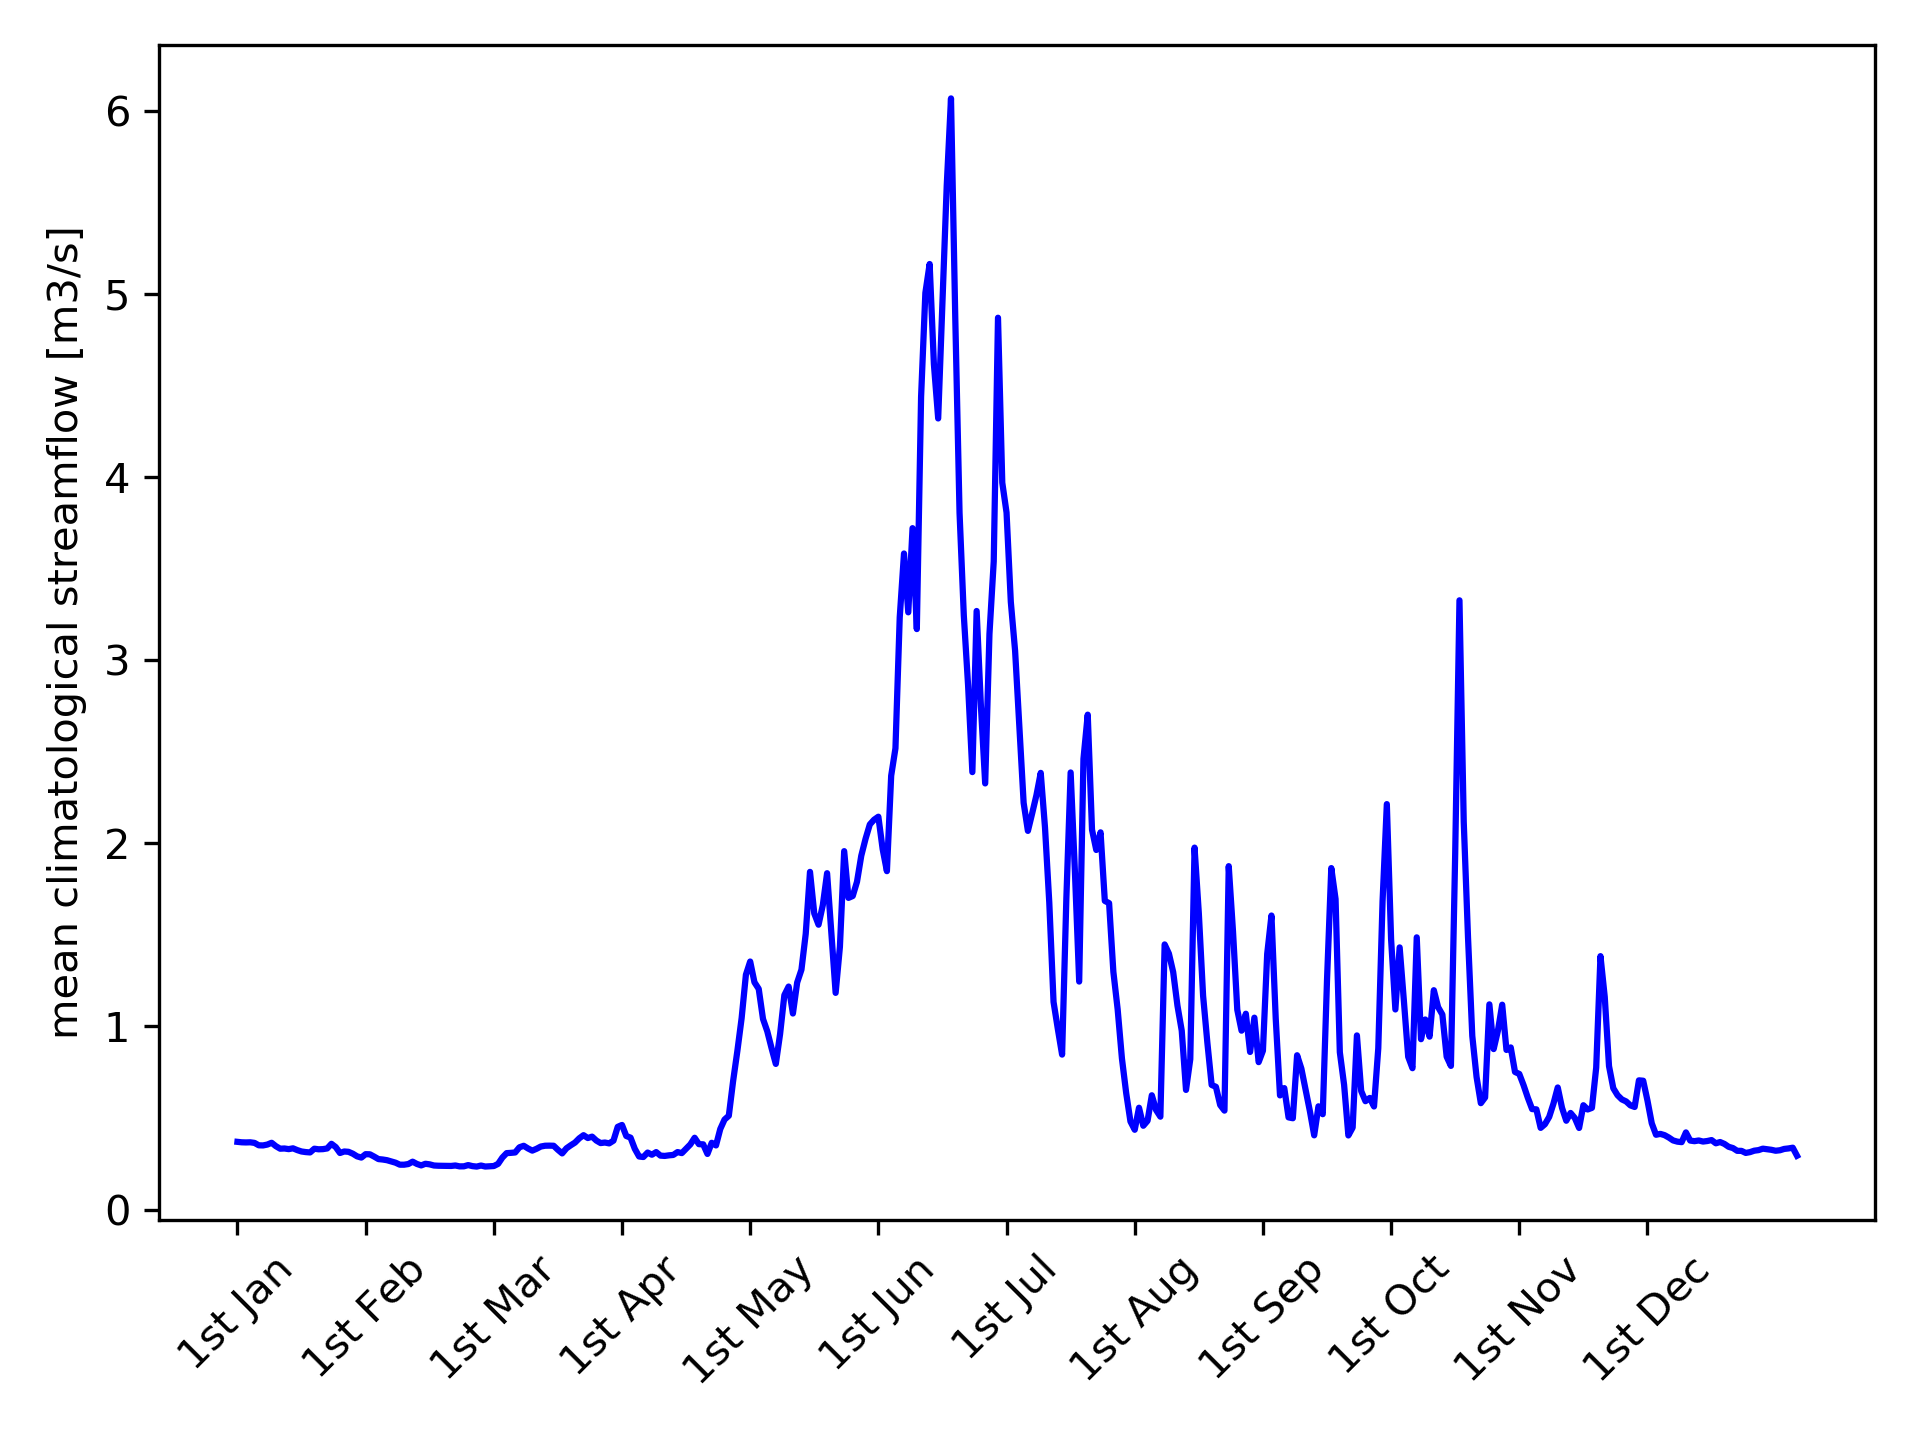 mean climatological streamflow [m3/s]
6
5
4
3
2
1
0
1st Jan
1st Feb
1st Mar
1st Apr
1st May
1st Jun
1st Jul
1st Aug
1st Sep
1st Oct
1st Nov
1st Dec